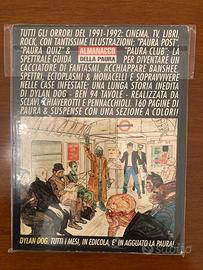 TUTTI GLI ORRORI DEL 1991-1992: CINEMA, TV, LIBRI,
ROCK, CON TANTISSIME ILLUSTRAZIONI: "PAURA POST",
"PAURA QUIZ" & ALMANACCO "PAURA CLUB": LA
SPETTRALE GUIDA DELLA PAURA PER DIVENTARE UN
CACCIATORE DI FANTASMI, ACCHIAPPARE BANSHEE,
SPETTRI, ECTOPLASMI & MONACELLI E SOPRAVVIVERE
NELLE CASE INFESTATE; UNA LUNGA STORIA INEDITA
DI DYLAN DOG - BEN 94 TAVOLE - REALIZZATA DA
SCLAVI, CHIAVEROTTI E PENNACCHIOLI. 160 PAGINE DI
PAURA & SUSPENSE CON UNA SEZIONE A COLORI!
DYLAN DOG. TUTTI I MESI, IN EDICOLA, E' IN AGGUATO LA PAURA!
subito